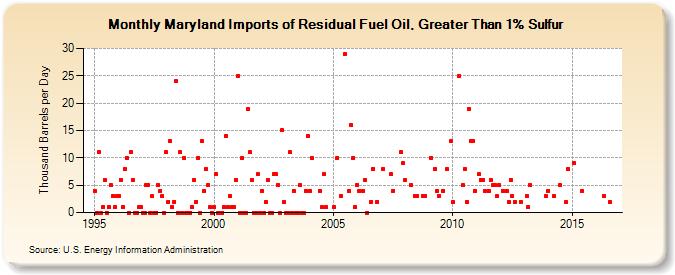 Monthly Maryland Imports of Residual Fuel Oil, Greater Than 1% Sulfur
Thousand Barrels per Day
30
25
20
15
10
5
0
1995 2000 2005 2010 2015
Source: U.S. Energy Information Administration